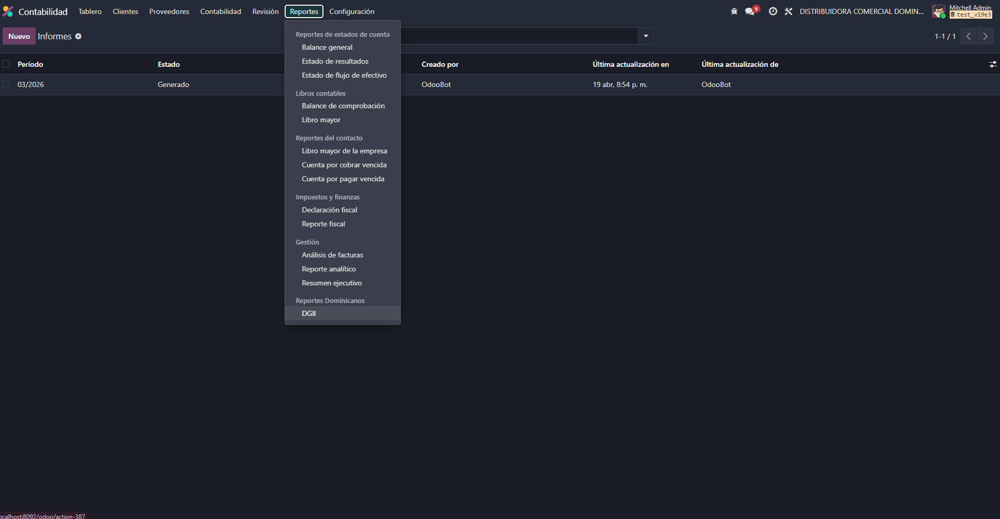 Contabilidad Tablero Clientes Proveedores Contabilidad Revisión Reportes Configuración 9 DISTRIBUIDORA COMERCIAL DOMIN... Mitchell Admin
test_v19e3
Nuevo Informes 1-1 / 1
Periodo Estado Creado por Última actualización en Última actualización de
03/2026 Generado OdooBot 19 abr, 8:54 p. m. OdooBot
Reportes de estados de cuenta
Balance general
Estado de resultados
Estado de flujo de efectivo
Libros contables
Balance de comprobación
Libro mayor
Reportes del contacto
Libro mayor de la empresa
Cuenta por cobrar vencida
Cuenta por pagar vencida
Impuestos y finanzas
Declaración fiscal
Reporte fiscal
Gestión
Análisis de facturas
Reporte analítico
Resumen ejecutivo
Reportes Dominicanos
DGII
ocalhost:8092/odoo/action-387